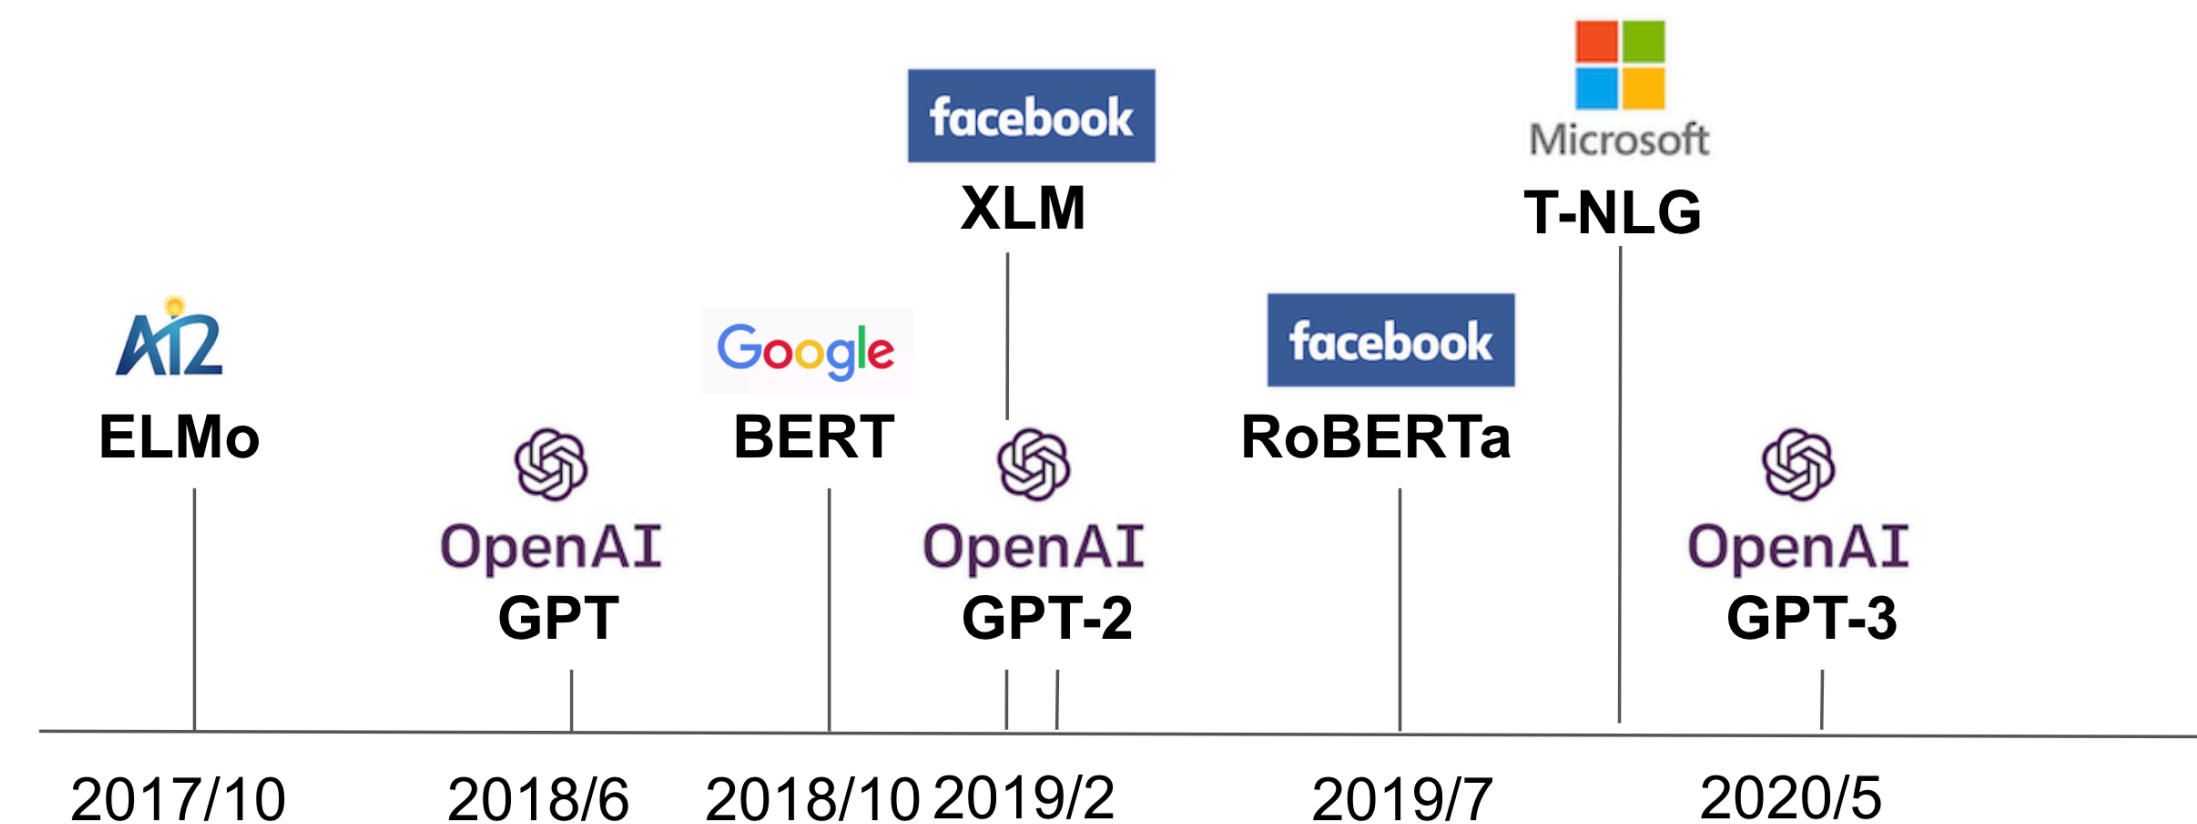 facebook
XLM
Microsoft
T-NLG
AI2
ELMo
OpenAI
GPT
Google
BERT
OpenAI
GPT-2
facebook
RoBERTa
OpenAI
GPT-3
2017/10
2018/6
2018/10
2019/2
2019/7
2020/5